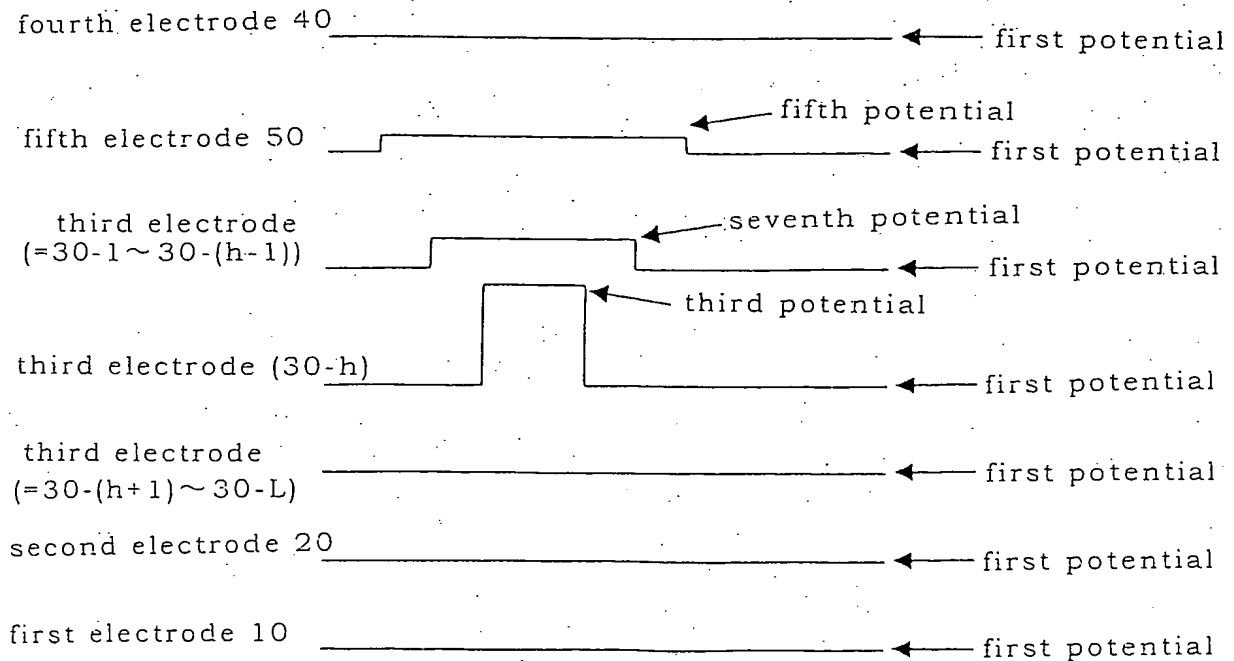 fourth electrode 40
first potential
fifth potential
fifth electrode 50
first potential
third electrode
(=30-1～30-(h-1))
seventh potential
first potential
third potential
third electrode (30-h)
first potential
third electrode
(=30-(h+1)～30-L)
first potential
second electrode 20
first potential
first electrode 10
first potential